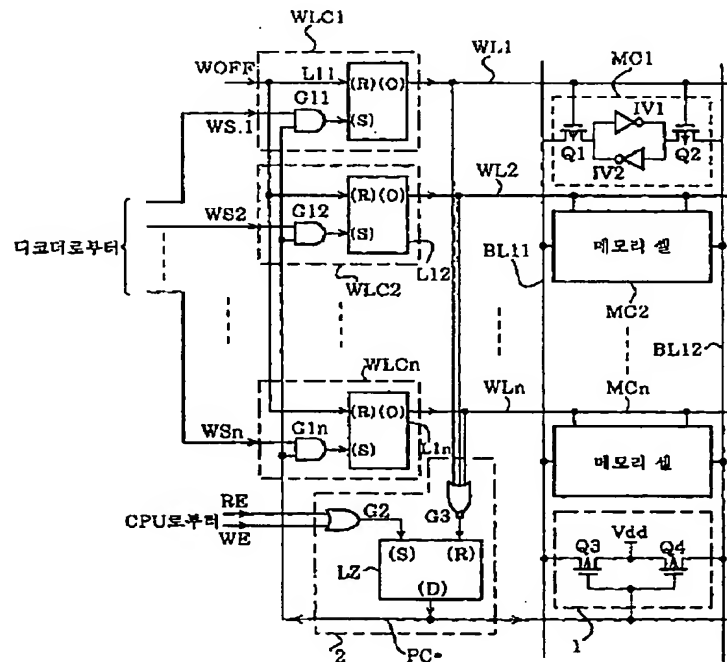 WLC1
WOFF
L11
(R)(O)
WL1
MC1
G11
(S)
WS.1
IV1
Q1
IV2
Q2
WL2
WS2
G12
(R)(O)
(S)
디코더로부터
L12
WLC2
BL11
메모리 셀
MC2
BL12
WLCn
WLn
MCn
(R)(O)
G1n
(S)
WSn
L1n
메모리 셀
RE
CPU로부터
WE
G2
G3
Vdd
Q3
Q4
LZ
(S)
(R)
(D)
2
PC
1